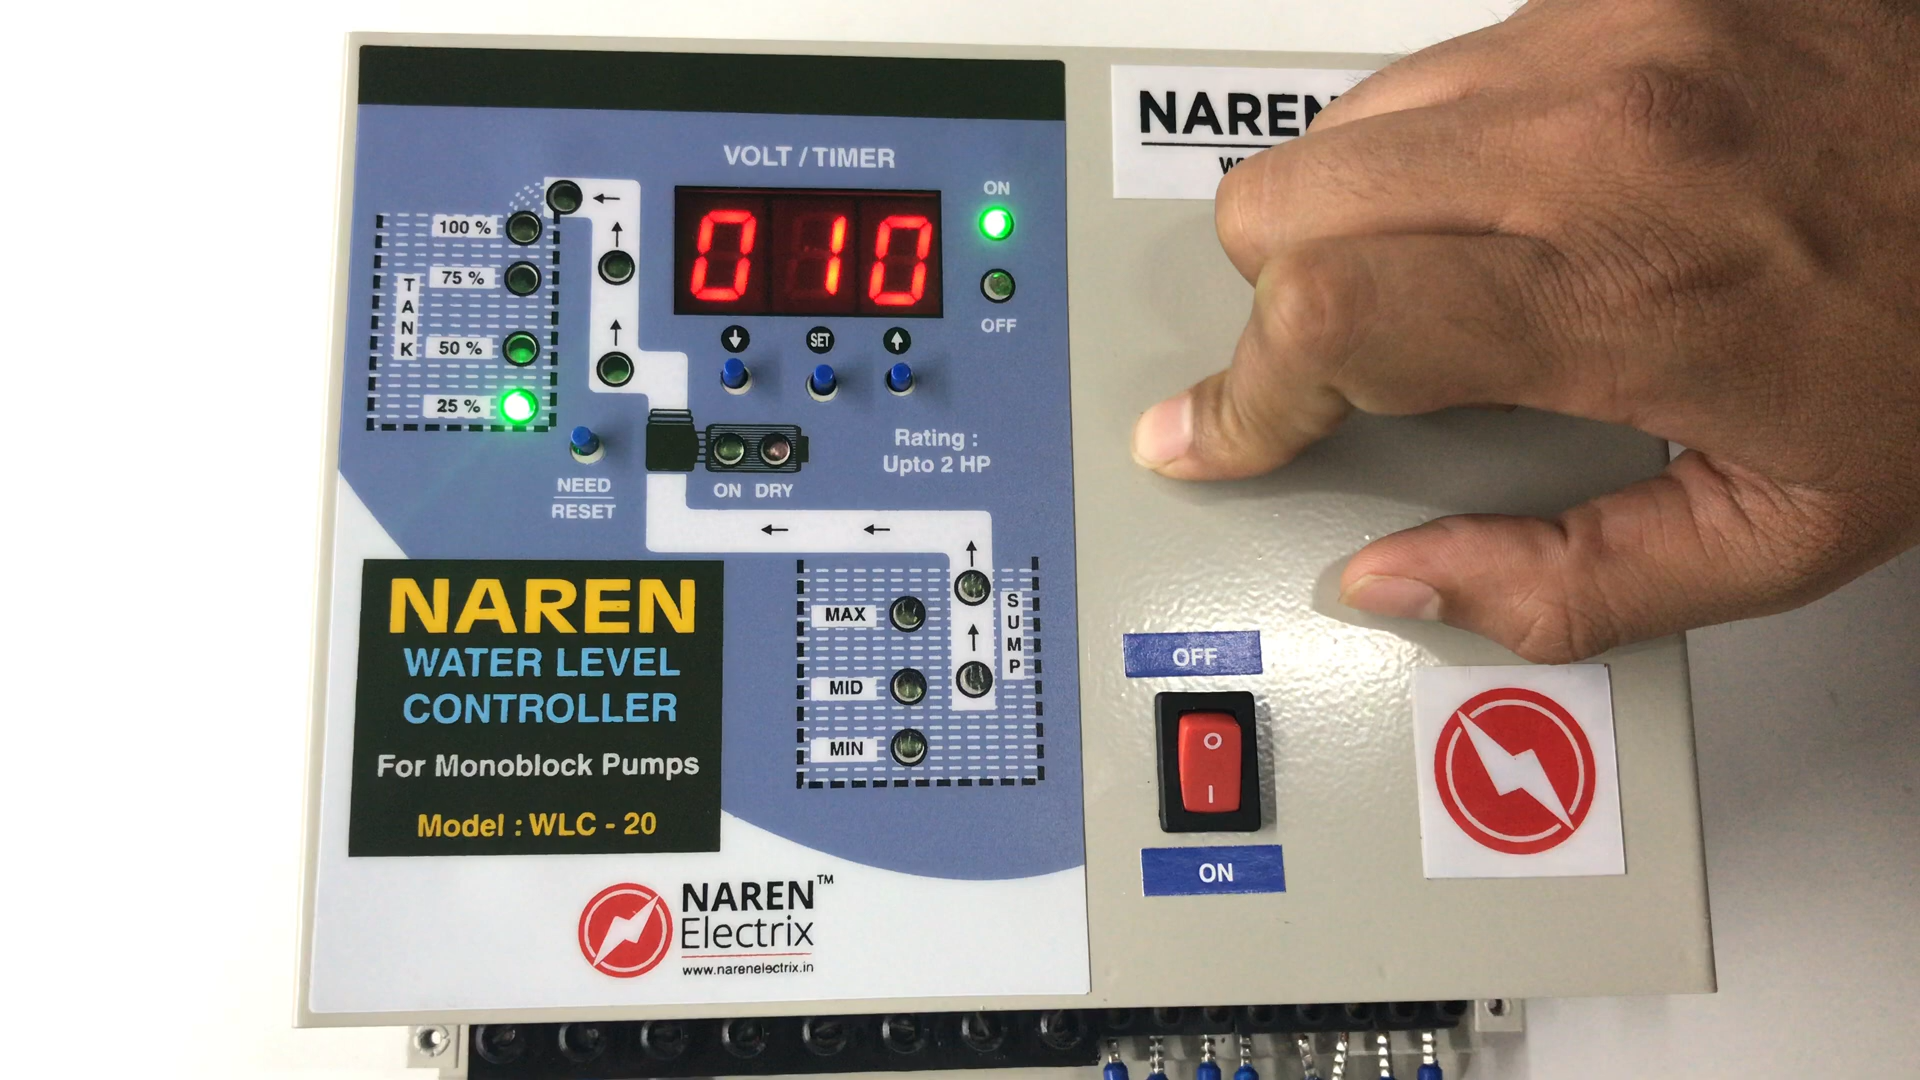 VOLT / TIMER
010
ON
OFF
SET
100 %
75 %
50 %
25 %
TANK
NEED
RESET
ON DRY
Rating :
Upto 2 HP
MAX
MID
MIN
SUMP
NAREN
WATER LEVEL
CONTROLLER
For Monoblock Pumps
Model : WLC - 20
NAREN™
Electrix
www.narenelectrix.in
NAREN
OFF
O
I
ON